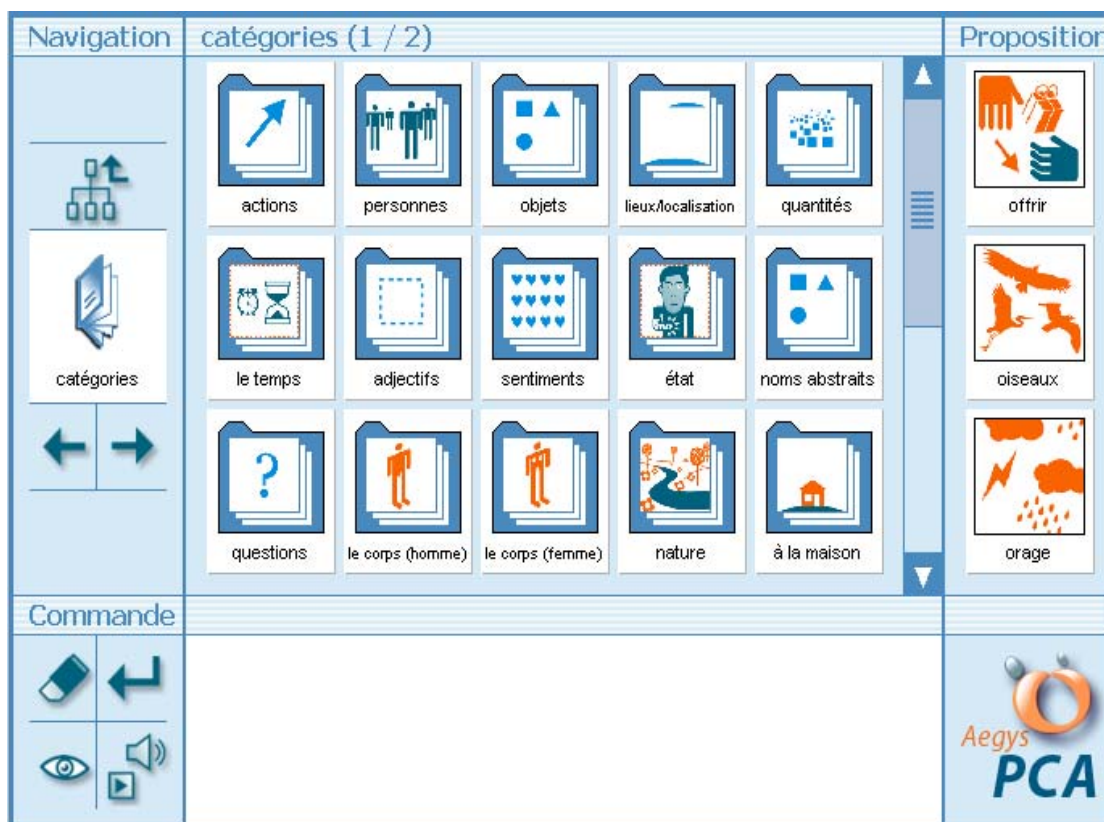 Navigation
catégories (1 / 2)
Proposition
actions
personnes
objets
lieux/localisation
quantités
offrir
catégories
le temps
adjectifs
sentiments
état
noms abstraits
oiseaux
?
questions
le corps (homme)
le corps (femme)
nature
à la maison
orage
Commande
Aegys
PCA